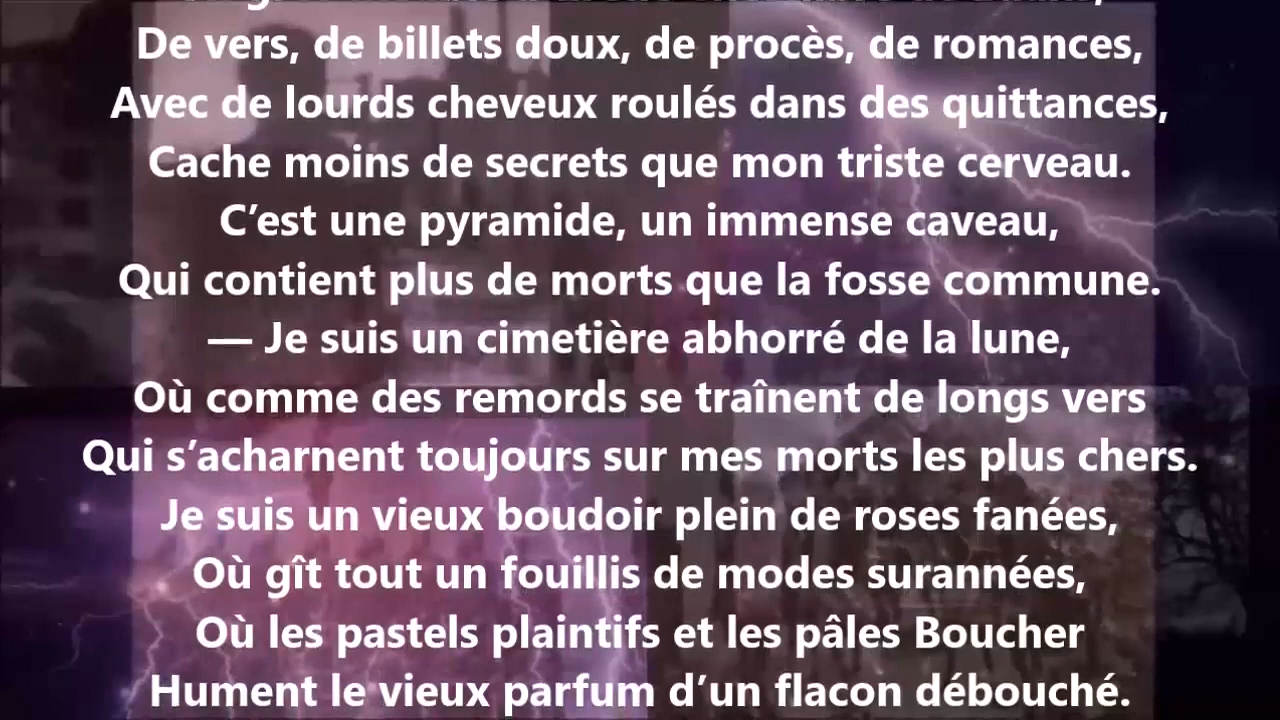 De vers, de billets doux, de procès, de romances,
Avec de lourds cheveux roulés dans des quittances,
Cache moins de secrets que mon triste cerveau.
C’est une pyramide, un immense caveau,
Qui contient plus de morts que la fosse commune.
— Je suis un cimetière abhorré de la lune,
Où comme des remords se traînent de longs vers
Qui s’acharnent toujours sur mes morts les plus chers.
Je suis un vieux boudoir plein de roses fanées,
Où gît tout un fouillis de modes surannées,
Où les pastels plaintifs et les pâles Boucher
Hument le vieux parfum d’un flacon débouché.